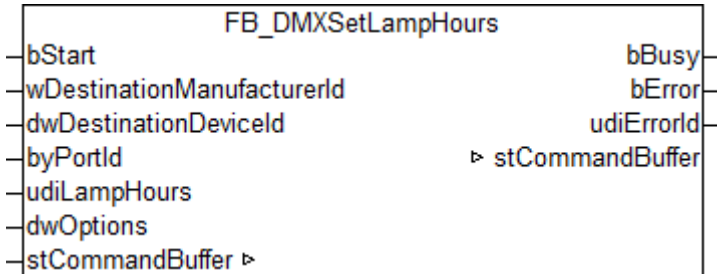 FB_DMXSetLampHours
bStart bBusy
wDestinationManufacturerId bError
dwDestinationDeviceId udiErrorId
byPortId ▹ stCommandBuffer
udiLampHours
dwOptions
stCommandBuffer ▹